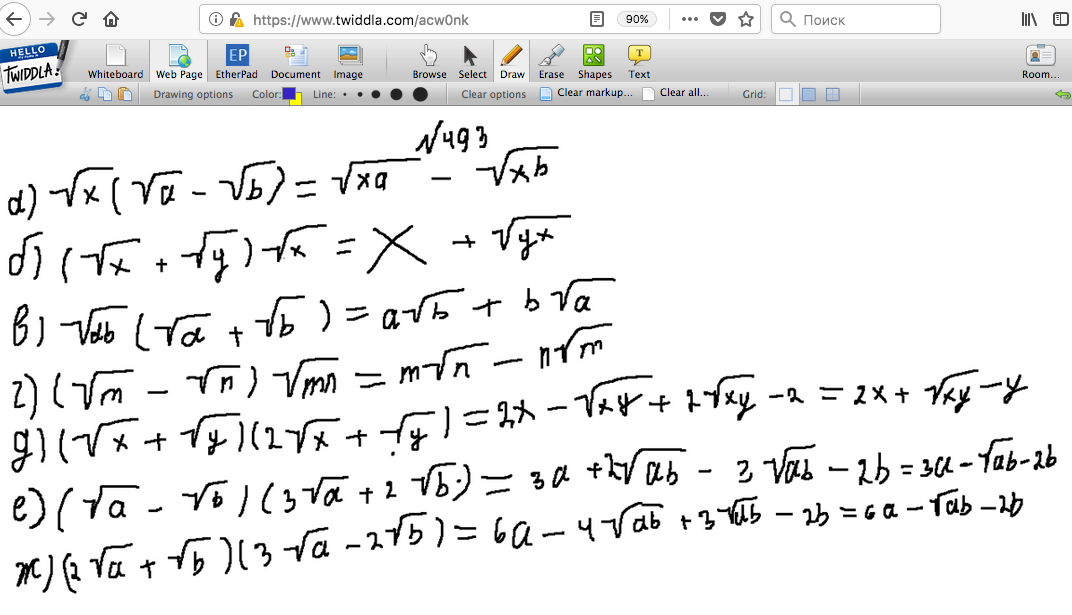 https://www.twiddla.com/acw0nk 90% ••• Поиск
HELLO
TWIDDLA!
Whiteboard Web Page EtherPad Document Image Browse Select Draw Erase Shapes Text Room...
Drawing options Color: Line: Clear options Clear markup... Clear all... Grid:
√493
а) √x(√a − √b) = √xa − √xb
б) (√x + √y)√x = x + √yx
в) √ab(√a + √b) = a√b + b√a
г) (√m − √n)√mn = m√n − n√m
д) (√x + √y)(2√x + √y) = 2x − √xy + 2√xy − 2 = 2x + √xy − y
е) (√a − √b)(3√a + 2√b) = 3a + 2√ab − 3√ab − 2b = 3a − √ab − 2b
ж) (2√a + √b)(3√a − 2√b) = 6a − 4√ab + 3√ab − 2b = 6a − √ab − 2b